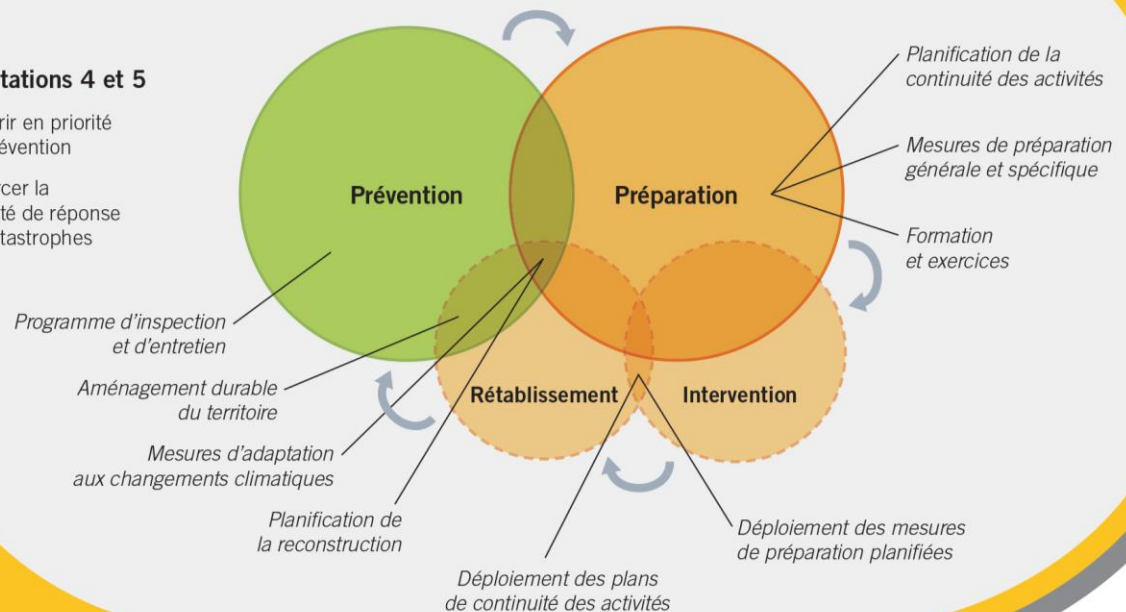 tations 4 et 5
rir en priorité
évention
rcer la
té de réponse
tastrophes
Prévention
Préparation
Rétablissement
Intervention
Planification de la
continuité des activités
Mesures de préparation
générale et spécifique
Formation
et exercices
Programme d’inspection
et d’entretien
Aménagement durable
du territoire
Mesures d’adaptation
aux changements climatiques
Planification de
la reconstruction
Déploiement des plans
de continuité des activités
Déploiement des mesures
de préparation planifiées